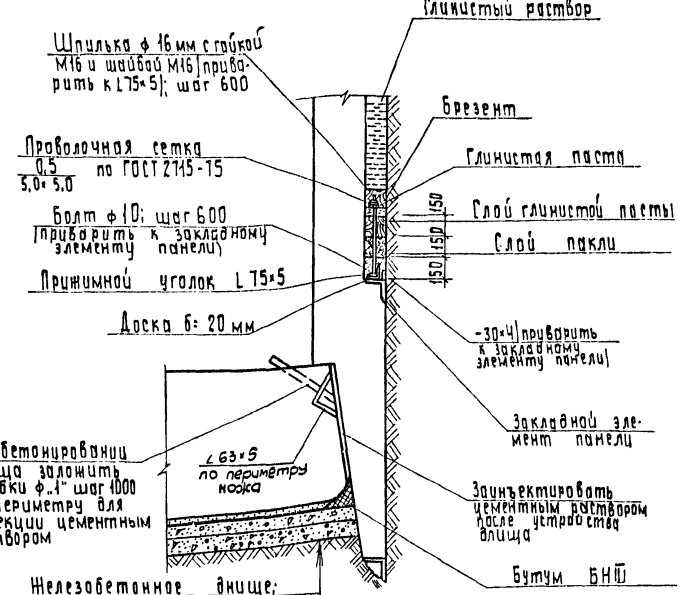 Глинистый раствор
Шпилька ф 16 мм с гайкой
М16 и шайбой М16(прива-
рить к L75×5); шаг 600
Брезент
Проволочная сетка
0,5
5,0×5,0 по ГОСТ 2715-75
Глинистая паста
Болт ф10; шаг 600
(приварить к закладному
элементу панели)
Слой глинистой пасты
Слой пакли
150
150
150
Прижимной уголок L 75×5
Доска б= 20 мм
-30×4(приварить
к закладному
элементу панели)
Закладной эле-
мент панели
бетонировании
ща заложить
бки ф„1" шаг 1000
периметру для
екции цементным
твором
L 63×5
по периметру
ножа
Заинъектировать
цементным раствором
после устройства
днища
Бутум БНIII
Железобетонное днище;